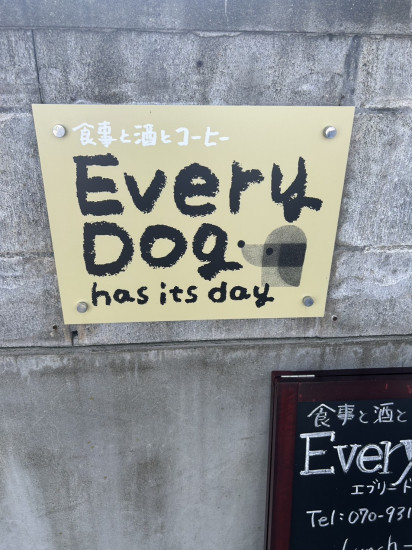 食事と酒とコーヒー
Every
Dog
has its day
食事と酒と
Every
エブリード
Tel: 070-931
Lunch